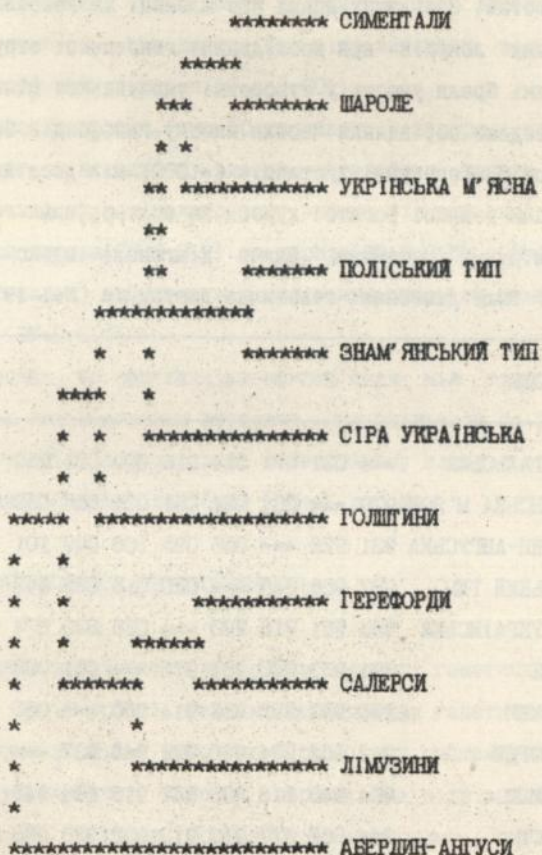 СИМЕНТАЛИ
ШАРОЛЕ
УКРІНСЬКА М'ЯСНА
ПОЛІСЬКИЙ ТИП
ЗНАМ'ЯНСЬКИЙ ТИП
СІРА УКРАЇНСЬКА
ГОЛШТИНИ
ГЕРЕФОРДИ
САЛЕРСИ
ЛІМУЗИНИ
АБЕРДИН-АНГУСИ